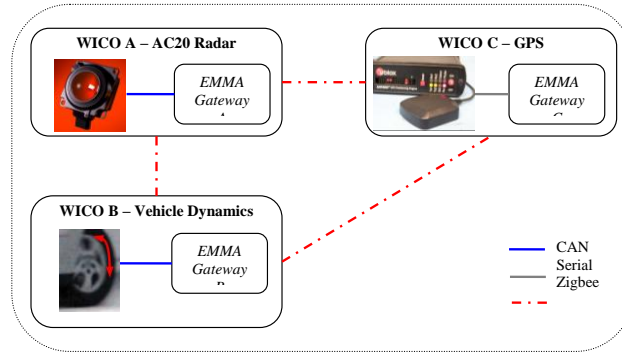 WICO A – AC20 Radar
EMMA
Gateway
WICO C – GPS
EMMA
Gateway
WICO B – Vehicle Dynamics
EMMA
Gateway
CAN
Serial
Zigbee